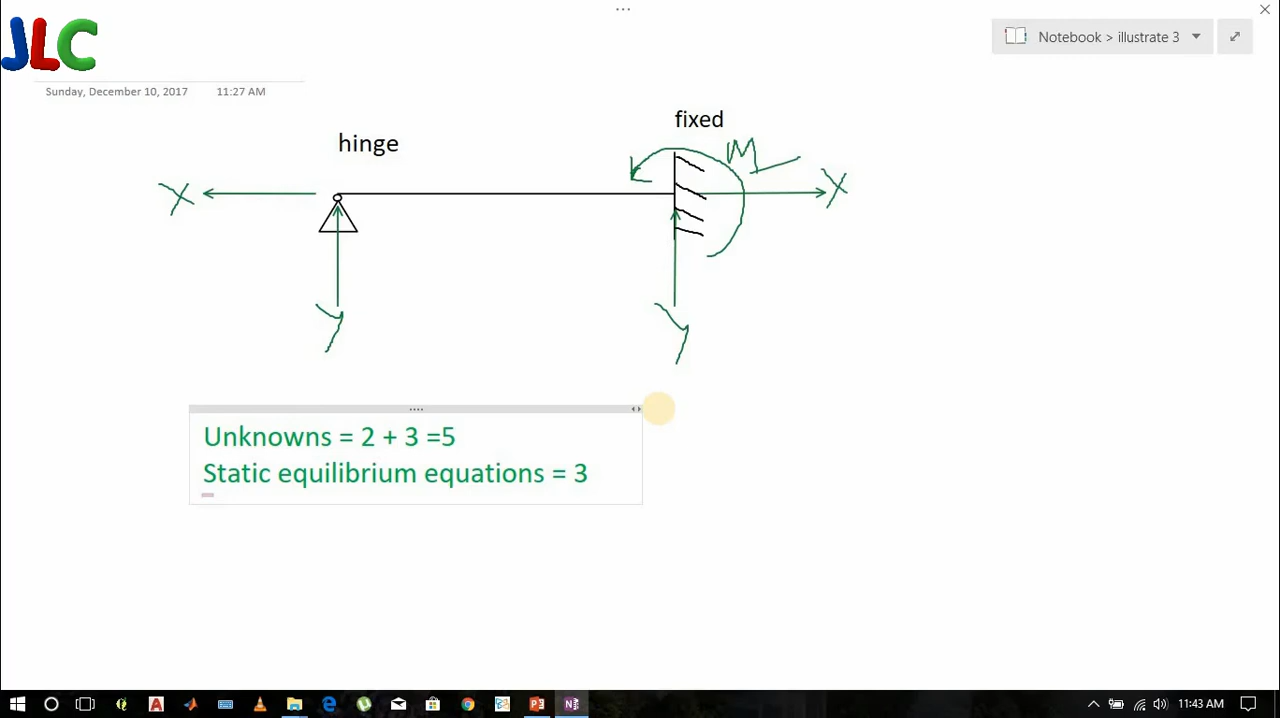 JLC
Notebook > illustrate 3
Sunday, December 10, 2017 11:27 AM
fixed
hinge
M
X
X
Y
Y
Unknowns = 2 + 3 =5
Static equilibrium equations = 3
11:43 AM